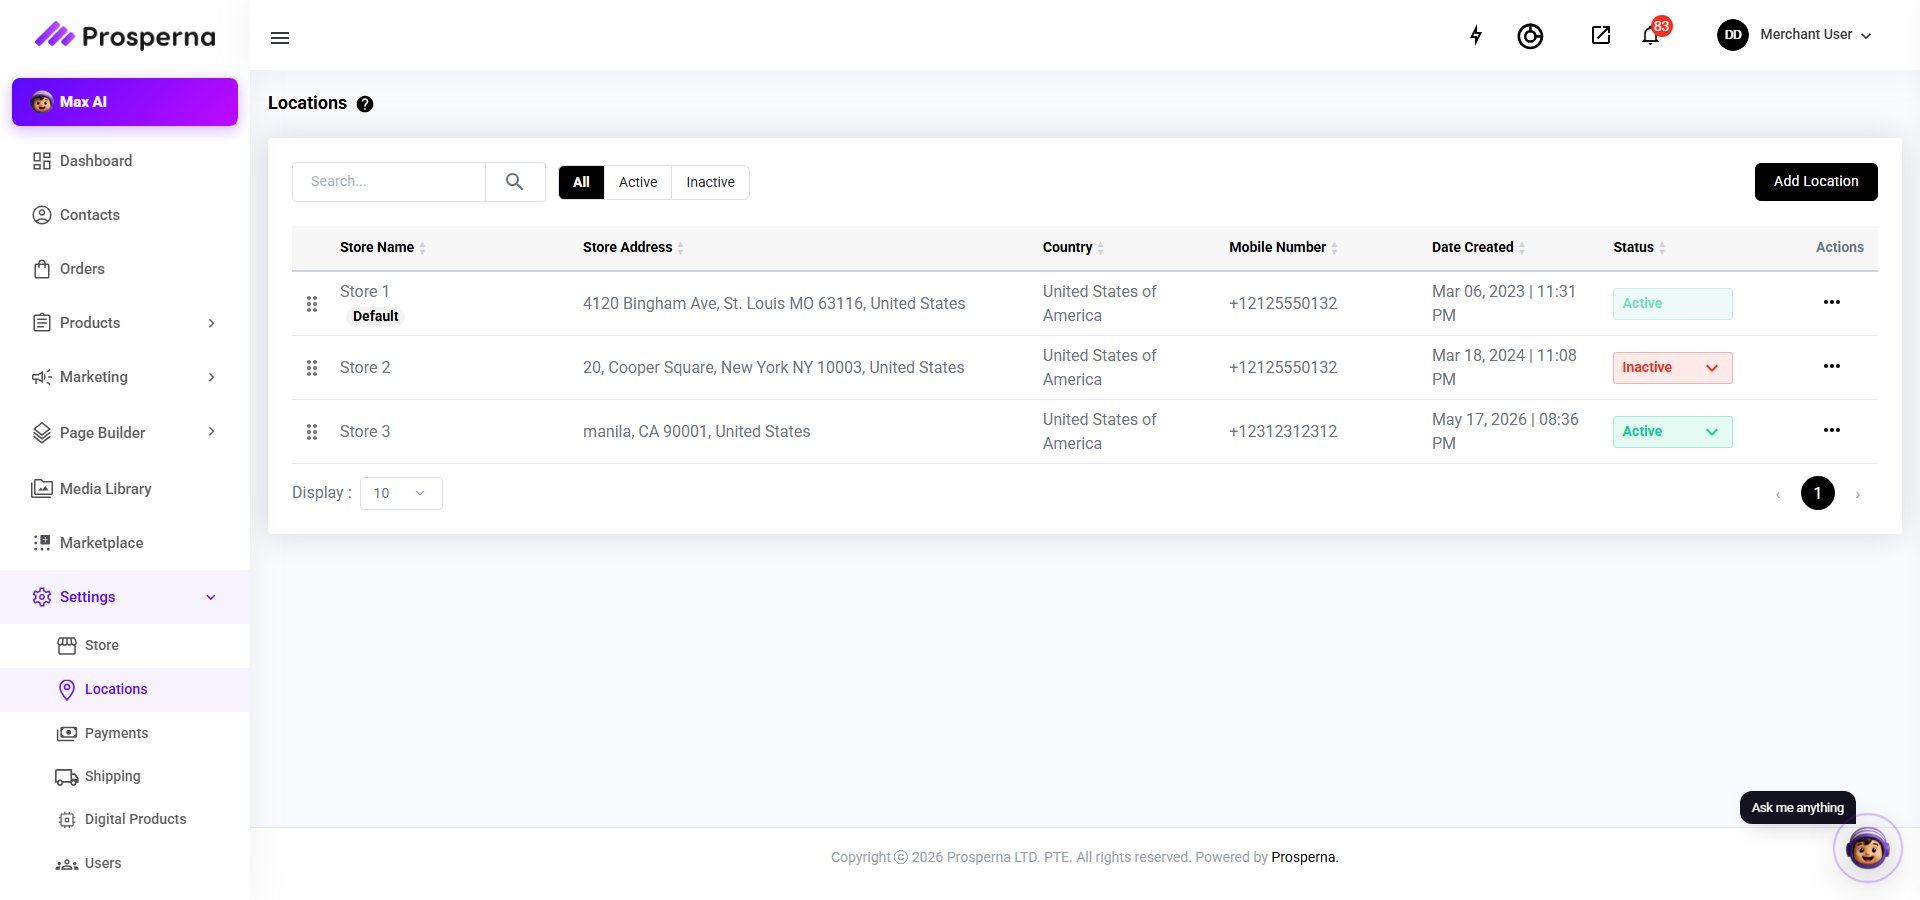 Prosperna
83
DD
Merchant User
Max AI
Dashboard
Contacts
Orders
Products
Marketing
Page Builder
Media Library
Marketplace
Settings
Store
Locations
Payments
Shipping
Digital Products
Users
Locations ?
Search...
All
Active
Inactive
Add Location
Store Name
Store Address
Country
Mobile Number
Date Created
Status
Actions
Store 1
Default
4120 Bingham Ave, St. Louis MO 63116, United States
United States of
America
+12125550132
Mar 06, 2023 | 11:31
PM
Active
Store 2
20, Cooper Square, New York NY 10003, United States
United States of
America
+12125550132
Mar 18, 2024 | 11:08
PM
Inactive
Store 3
manila, CA 90001, United States
United States of
America
+12312312312
May 17, 2026 | 08:36
PM
Active
Display :
10
1
Ask me anything
Copyright © 2026 Prosperna LTD. PTE. All rights reserved. Powered by Prosperna.